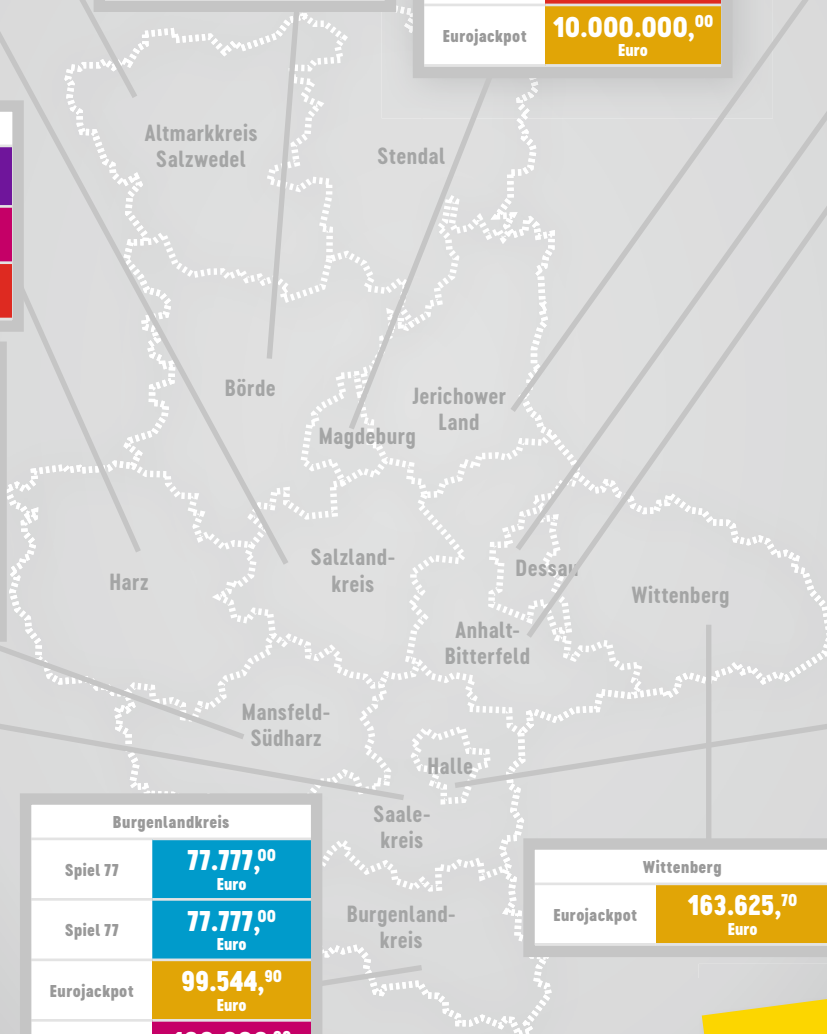 Eurojackpot
10.000.000,00
Euro
Altmarkkreis
Salzwedel
Stendal
Börde
Jerichower
Land
Magdeburg
Salzland-
kreis
Harz
Dessau
Wittenberg
Anhalt-
Bitterfeld
Mansfeld-
Südharz
Halle
Saale-
kreis
Burgenland-
kreis
Burgenlandkreis
Spiel 77
77.777,00
Euro
Spiel 77
77.777,00
Euro
Eurojackpot
99.544,90
Euro
Wittenberg
Eurojackpot
163.625,70
Euro